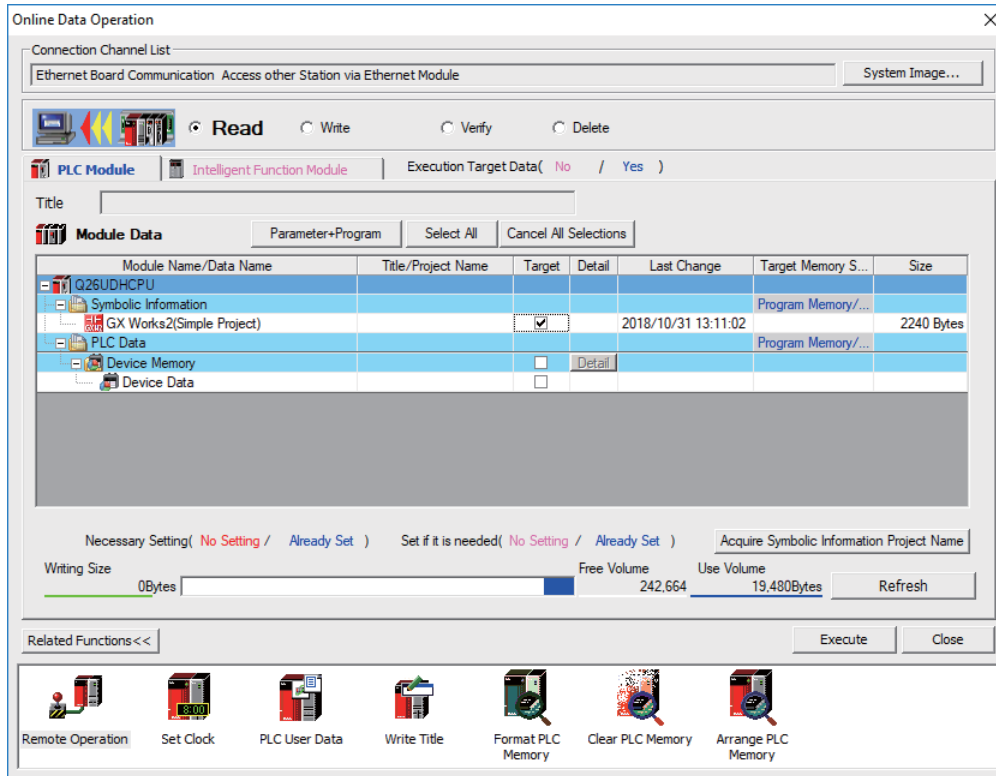 Online Data Operation
Connection Channel List
Ethernet Board Communication Access other Station via Ethernet Module
System Image...
Read
Write
Verify
Delete
PLC Module
Intelligent Function Module
Execution Target Data( No / Yes )
Title
Module Data
Parameter+Program
Select All
Cancel All Selections
Module Name/Data Name Title/Project Name Target Detail Last Change Target Memory S... Size
Q26UDHCPU
Symbolic Information Program Memory/...
GX Works2(Simple Project) 2018/10/31 13:11:02 2240 Bytes
PLC Data Program Memory/...
Device Memory Detail
Device Data
Necessary Setting( No Setting / Already Set ) Set if it is needed( No Setting / Already Set )
Acquire Symbolic Information Project Name
Writing Size Free Volume Use Volume
0Bytes 242,664 19,480Bytes
Refresh
Related Functions<<
Execute
Close
8:00
Remote Operation
Set Clock
PLC User Data
Write Title
Format PLC
Memory
Clear PLC Memory
Arrange PLC
Memory